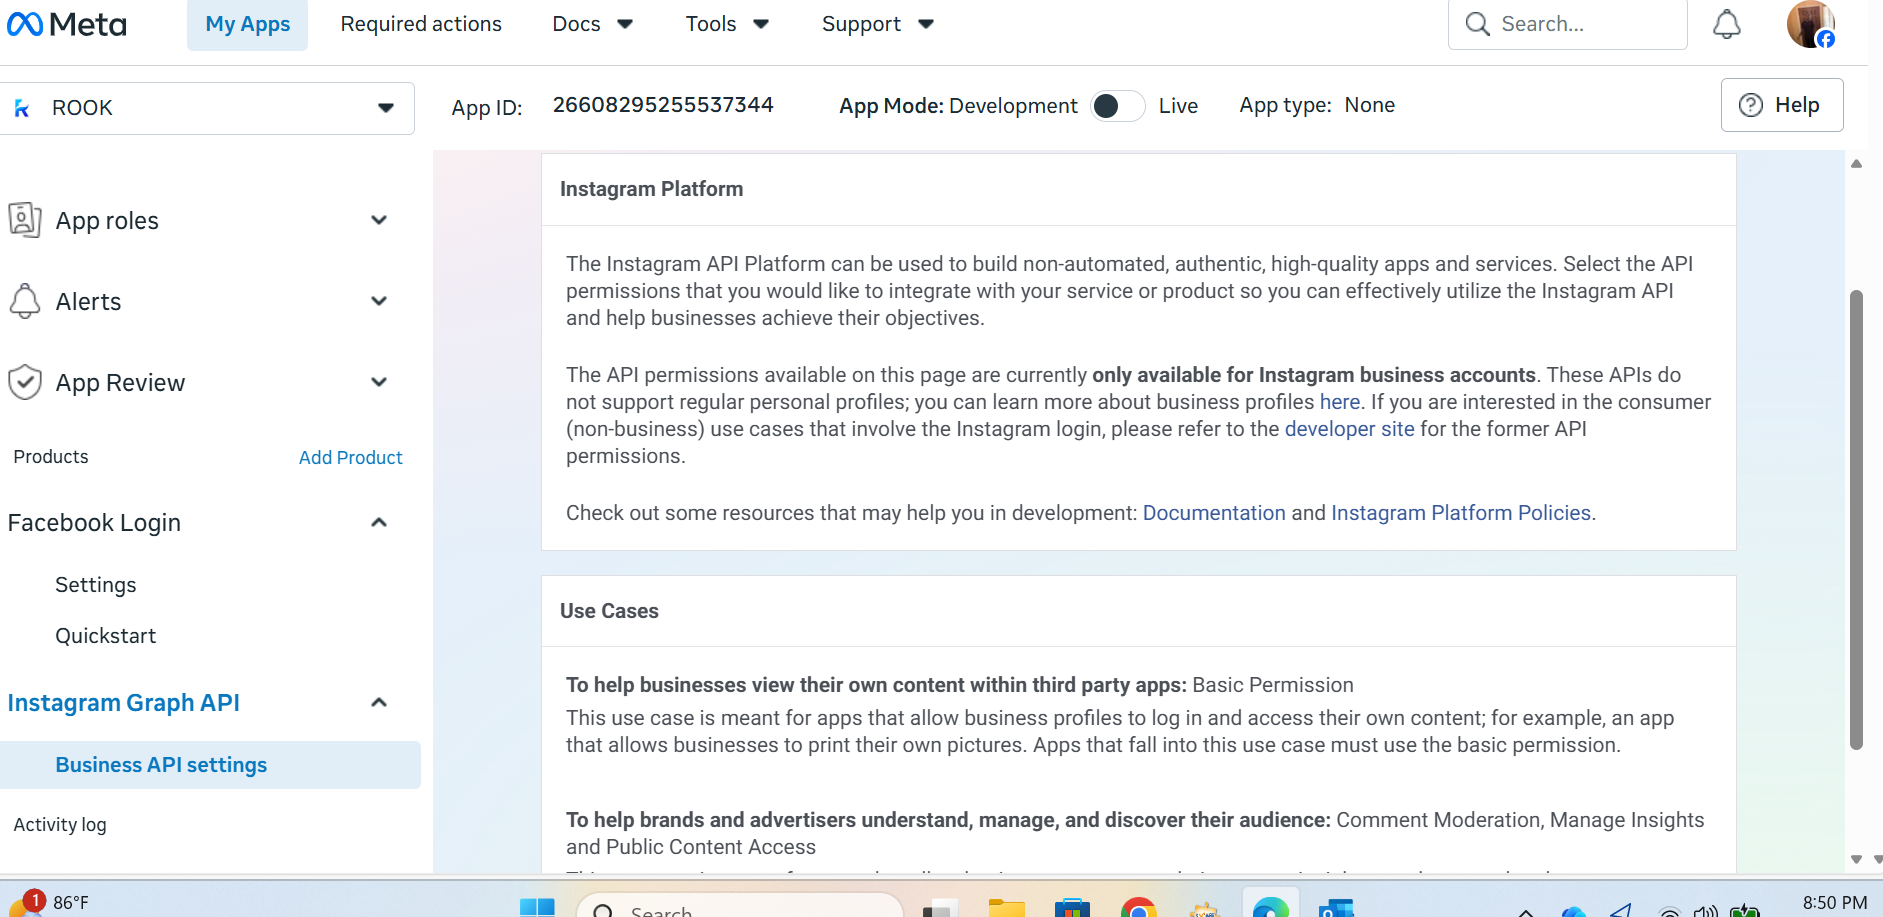 Meta
My Apps
Required actions
Docs
Tools
Support
Search...
ROOK
App ID:
26608295255537344
App Mode: Development
Live
App type: None
Help
App roles
Alerts
App Review
Products
Add Product
Facebook Login
Settings
Quickstart
Instagram Graph API
Business API settings
Activity log
Instagram Platform
The Instagram API Platform can be used to build non-automated, authentic, high-quality apps and services. Select the API
permissions that you would like to integrate with your service or product so you can effectively utilize the Instagram API
and help businesses achieve their objectives.
The API permissions available on this page are currently only available for Instagram business accounts. These APIs do
not support regular personal profiles; you can learn more about business profiles here. If you are interested in the consumer
(non-business) use cases that involve the Instagram login, please refer to the developer site for the former API
permissions.
Check out some resources that may help you in development: Documentation and Instagram Platform Policies.
Use Cases
To help businesses view their own content within third party apps: Basic Permission
This use case is meant for apps that allow business profiles to log in and access their own content; for example, an app
that allows businesses to print their own pictures. Apps that fall into this use case must use the basic permission.
To help brands and advertisers understand, manage, and discover their audience: Comment Moderation, Manage Insights
and Public Content Access
1
86°F
Search
8:50 PM